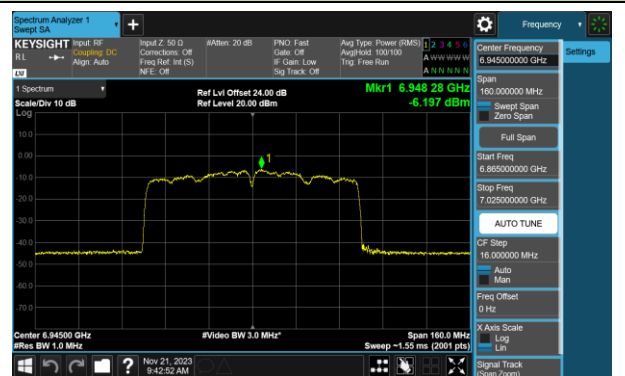 Spectrum Analyzer 1
Swept SA
Frequency
KEYSIGHT
RL
Input: RF
Coupling: DC
Align: Auto
Input Z: 50 Ω
Corrections: Off
Freq Ref: Int (S)
NFE: Off
#Atten: 20 dB
PNO: Fast
Gate: Off
IF Gain: Low
Sig Track: Off
Avg Type: Power (RMS)
Avg|Hold: 100/100
Trig: Free Run
1 2 3 4 5 6
A W W W W W
A N N N N N
LW
1 Spectrum
Scale/Div 10 dB
Log
Ref Lvl Offset 24.00 dB
Ref Level 20.00 dBm
Mkr1 6.948 28 GHz
-6.197 dBm
10.0
0.00
-10.0
-20.0
-30.0
-40.0
-50.0
-60.0
-70.0
1
Center 6.94500 GHz
#Res BW 1.0 MHz
#Video BW 3.0 MHz*
Span 160.0 MHz
Sweep ~1.55 ms (2001 pts)
Nov 21, 2023
9:42:52 AM
Center Frequency
6.945000000 GHz
Settings
Span
160.000000 MHz
Swept Span
Zero Span
Full Span
Start Freq
6.865000000 GHz
Stop Freq
7.025000000 GHz
AUTO TUNE
CF Step
16.000000 MHz
Auto
Man
Freq Offset
0 Hz
X Axis Scale
Log
Lin
Signal Track
(Span Zoom)